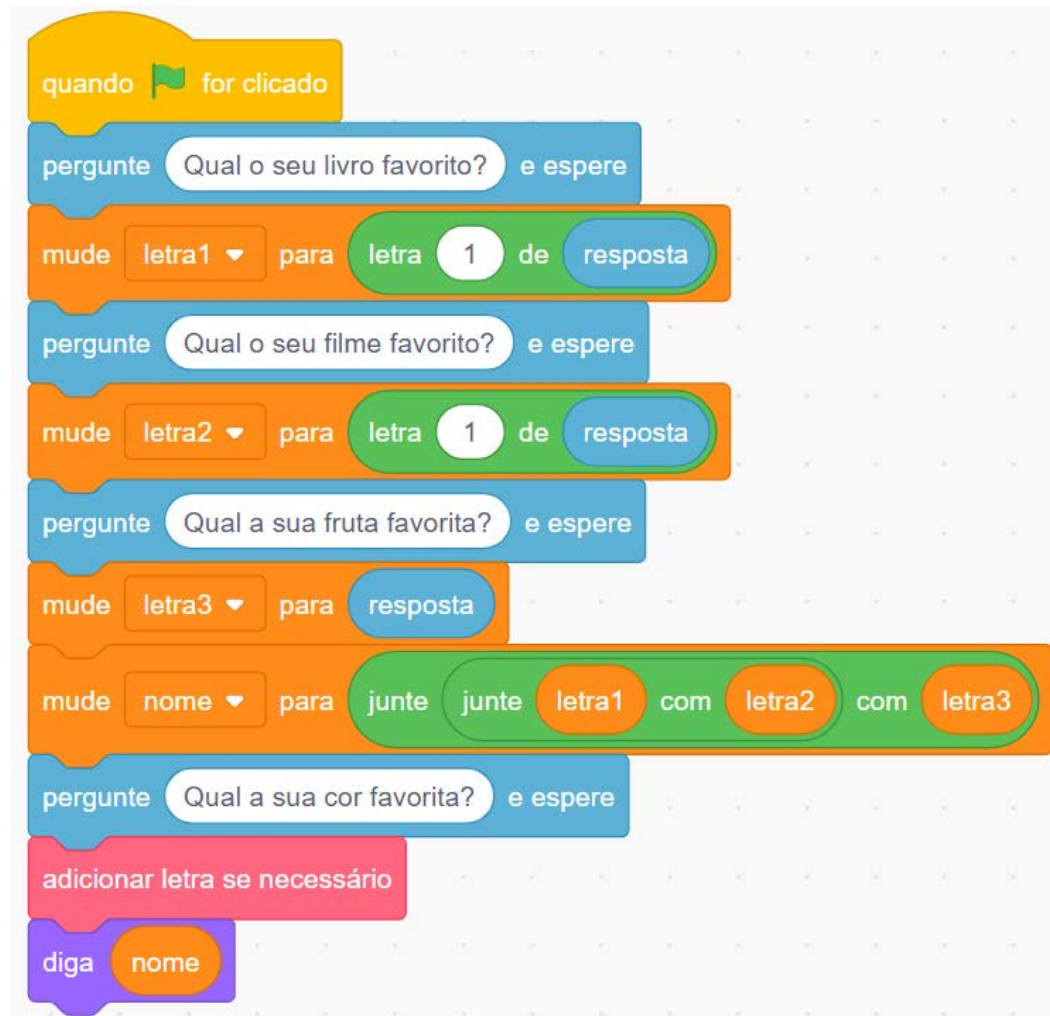 quando for clicado
pergunte Qual o seu livro favorito? e espere
mude letra1 para letra 1 de resposta
pergunte Qual o seu filme favorito? e espere
mude letra2 para letra 1 de resposta
pergunte Qual a sua fruta favorita? e espere
mude letra3 para resposta
mude nome para junte junte letra1 com letra2 com letra3
pergunte Qual a sua cor favorita? e espere
adicionar letra se necessário
diga nome